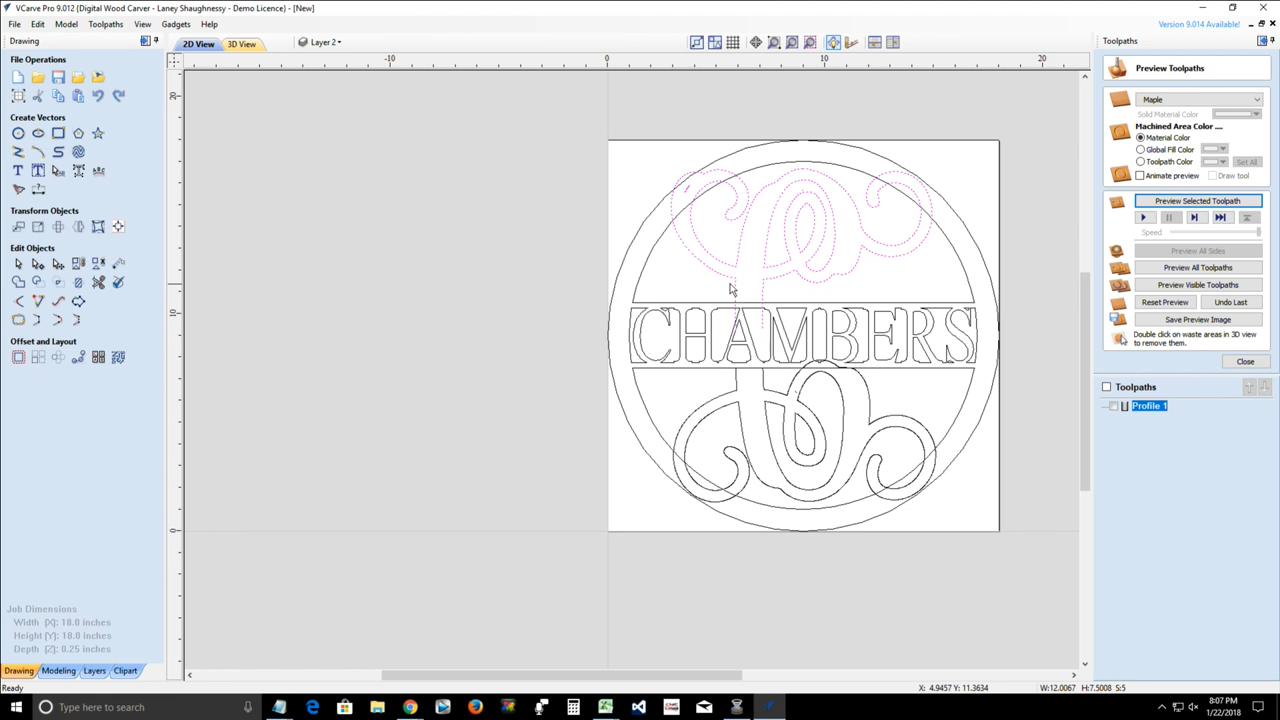 VCarve Pro 9.012 {Digital Wood Carver - Laney Shaughnessy - Demo Licence} - [New]
File Edit Model Toolpaths View Gadgets Help
Version 9.014 Available!
Drawing
2D View 3D View Layer 2
Toolpaths
File Operations
Create Vectors
Transform Objects
Edit Objects
Offset and Layout
Job Dimensions
Width (X): 18.0 inches
Height (Y): 18.0 inches
Depth (Z): 0.25 inches
Drawing Modeling Layers Clipart
-10 0 10 20
20
10
0
CHAMBERS
Preview Toolpaths
Maple
Solid Material Color
Machined Area Color ....
Material Color
Global Fill Color
Toolpath Color Set All
Animate preview Draw tool
Preview Selected Toolpath
Speed
Preview All Sides
Preview All Toolpaths
Preview Visible Toolpaths
Reset Preview Undo Last
Save Preview Image
Double click on waste areas in 3D view
to remove them.
Close
Toolpaths
Profile 1
Ready
X: 4.9457 Y: 11.3634 W:12.0067 H:7.5008 S:5
Type here to search
8:07 PM
1/22/2018